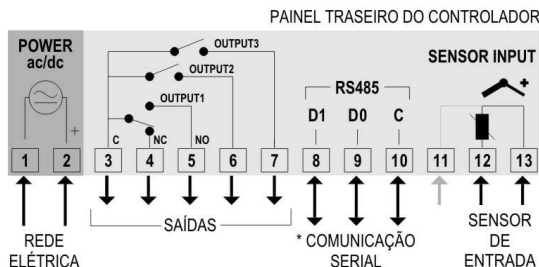 PAINEL TRASEIRO DO CONTROLADOR
POWER
ac/dc
OUTPUT3
OUTPUT2
OUTPUT1
C NC NO
RS485
D1 D0 C
SENSOR INPUT
+
+
1 2 3 4 5 6 7 8 9 10 11 12 13
REDE
ELÉTRICA
SAÍDAS
* COMUNICAÇÃO
SERIAL
SENSOR
DE
ENTRADA